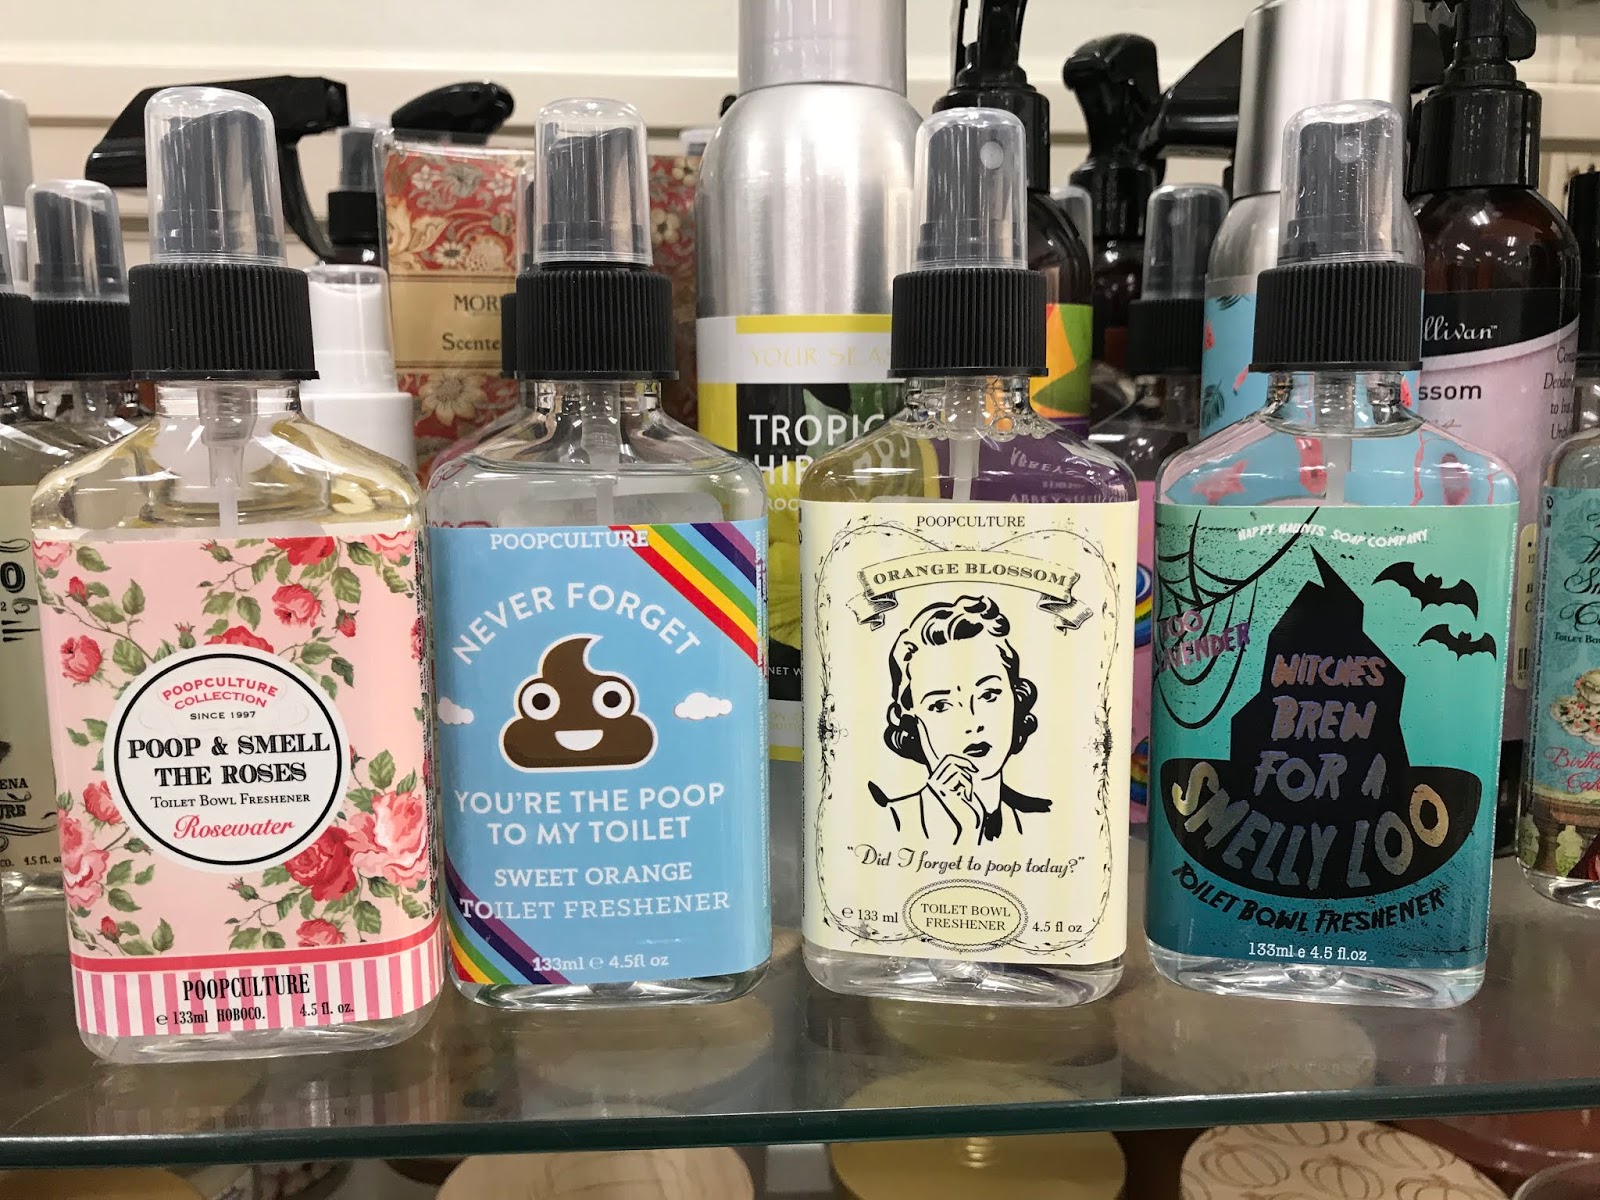 POOPCULTURE
COLLECTION
SINCE 1997
POOP & SMELL
THE ROSES
TOILET BOWL FRESHENER
Rosewater
POOPCULTURE
e 133ml HOBOCO. 4.5 fl. oz.
POOPCULTURE
NEVER FORGET
YOU'RE THE POOP
TO MY TOILET
SWEET ORANGE
TOILET FRESHENER
133ml e 4.5fl oz
POOPCULTURE
ORANGE BLOSSOM
"Did I forget to poop today?"
e 133 ml
TOILET BOWL
FRESHENER
4.5 fl oz
HAPPY HAUNTS SOAP COMPANY
WITCHES
BREW
FOR A
SMELLY LOO
TOILET BOWL FRESHENER
133ml e 4.5 fl.oz
Scente
TROPIC
NET W